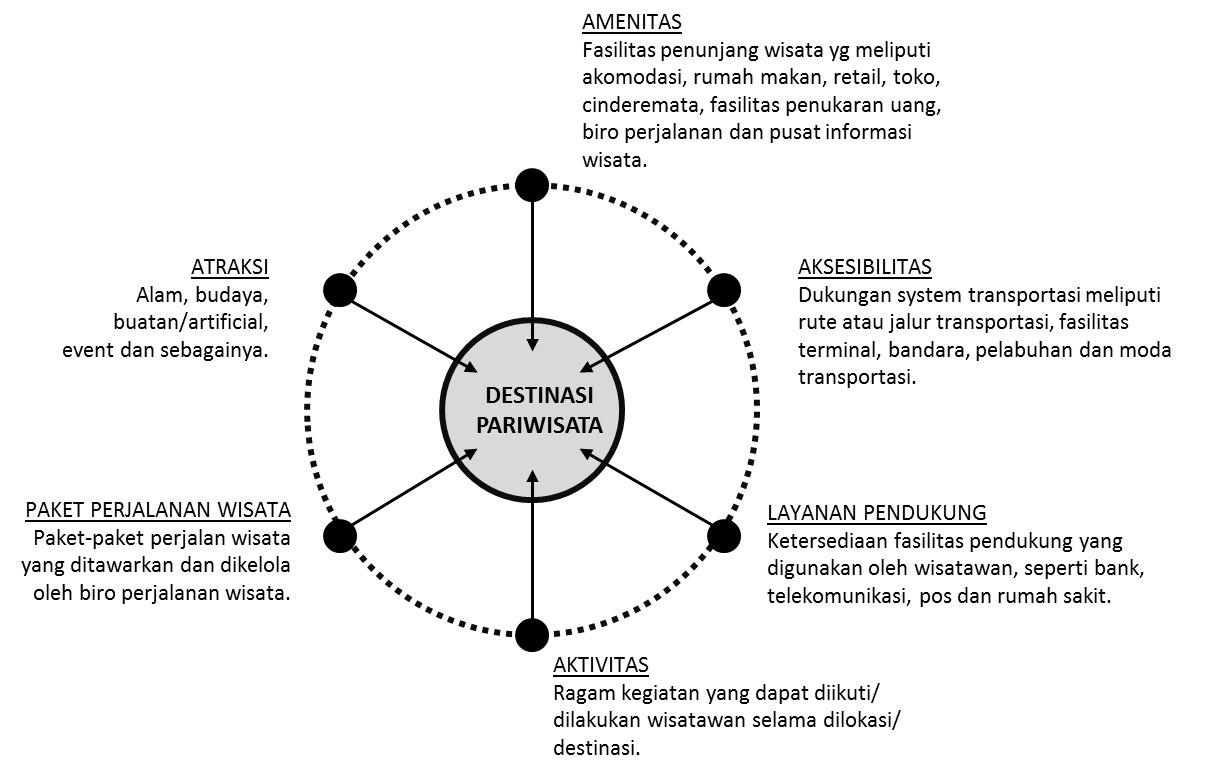 AMENITAS
Fasilitas penunjang wisata yg meliputi
akomodasi, rumah makan, retail, toko,
cinderemata, fasilitas penukaran uang,
biro perjalanan dan pusat informasi
wisata.
ATRAKSI
Alam, budaya,
buatan/artificial,
event dan sebagainya.
AKSESIBILITAS
Dukungan system transportasi meliputi
rute atau jalur transportasi, fasilitas
terminal, bandara, pelabuhan dan moda
transportasi.
DESTINASI
PARIWISATA
PAKET PERJALANAN WISATA
Paket-paket perjalan wisata
yang ditawarkan dan dikelola
oleh biro perjalanan wisata.
LAYANAN PENDUKUNG
Ketersediaan fasilitas pendukung yang
digunakan oleh wisatawan, seperti bank,
telekomunikasi, pos dan rumah sakit.
AKTIVITAS
Ragam kegiatan yang dapat diikuti/
dilakukan wisatawan selama dilokasi/
destinasi.